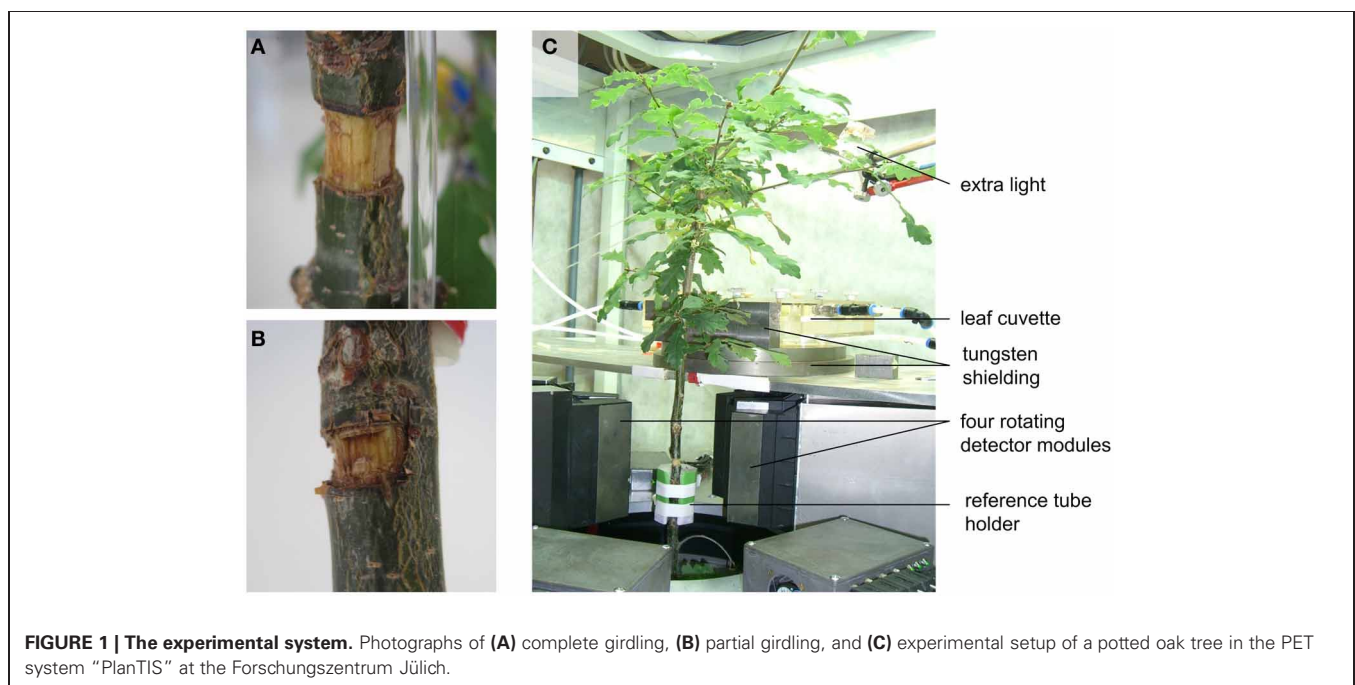 A
B
C
extra light
leaf cuvette
tungsten
shielding
four rotating
detector modules
reference tube
holder
FIGURE 1 | The experimental system. Photographs of (A) complete girdling, (B) partial girdling, and (C) experimental setup of a potted oak tree in the PET
system “PlanTIS” at the Forschungszentrum Jülich.